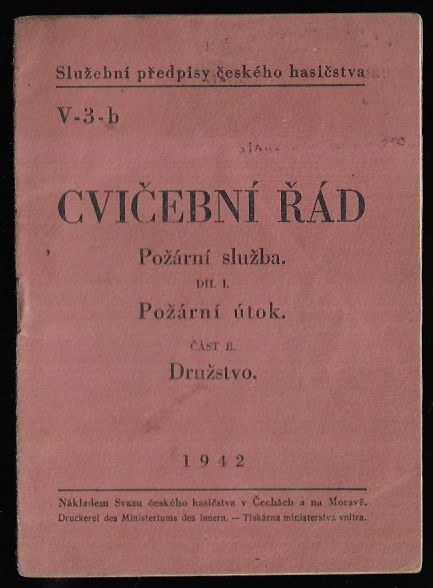 Služební předpisy českého hasičstva
V-3-b
CVIČEBNÍ ŘÁD
Požární služba.
DÍL I.
Požární útok.
ČÁST B.
Družstvo.
1942
Nákladem Svazu českého hasičstva v Čechách a na Moravě.
Druckerei des Ministeriums des Innern. — Tiskárna ministerstva vnitra.